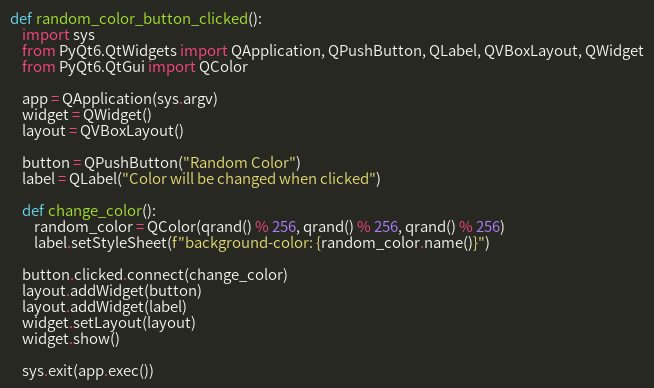 def random_color_button_clicked():
    import sys
    from PyQt6.QtWidgets import QApplication, QPushButton, QLabel, QVBoxLayout, QWidget
    from PyQt6.QtGui import QColor

    app = QApplication(sys.argv)
    widget = QWidget()
    layout = QVBoxLayout()

    button = QPushButton("Random Color")
    label = QLabel("Color will be changed when clicked")

    def change_color():
        random_color = QColor(qrand() % 256, qrand() % 256, qrand() % 256)
        label.setStyleSheet(f"background-color: {random_color.name()}")

    button.clicked.connect(change_color)
    layout.addWidget(button)
    layout.addWidget(label)
    widget.setLayout(layout)
    widget.show()

    sys.exit(app.exec())